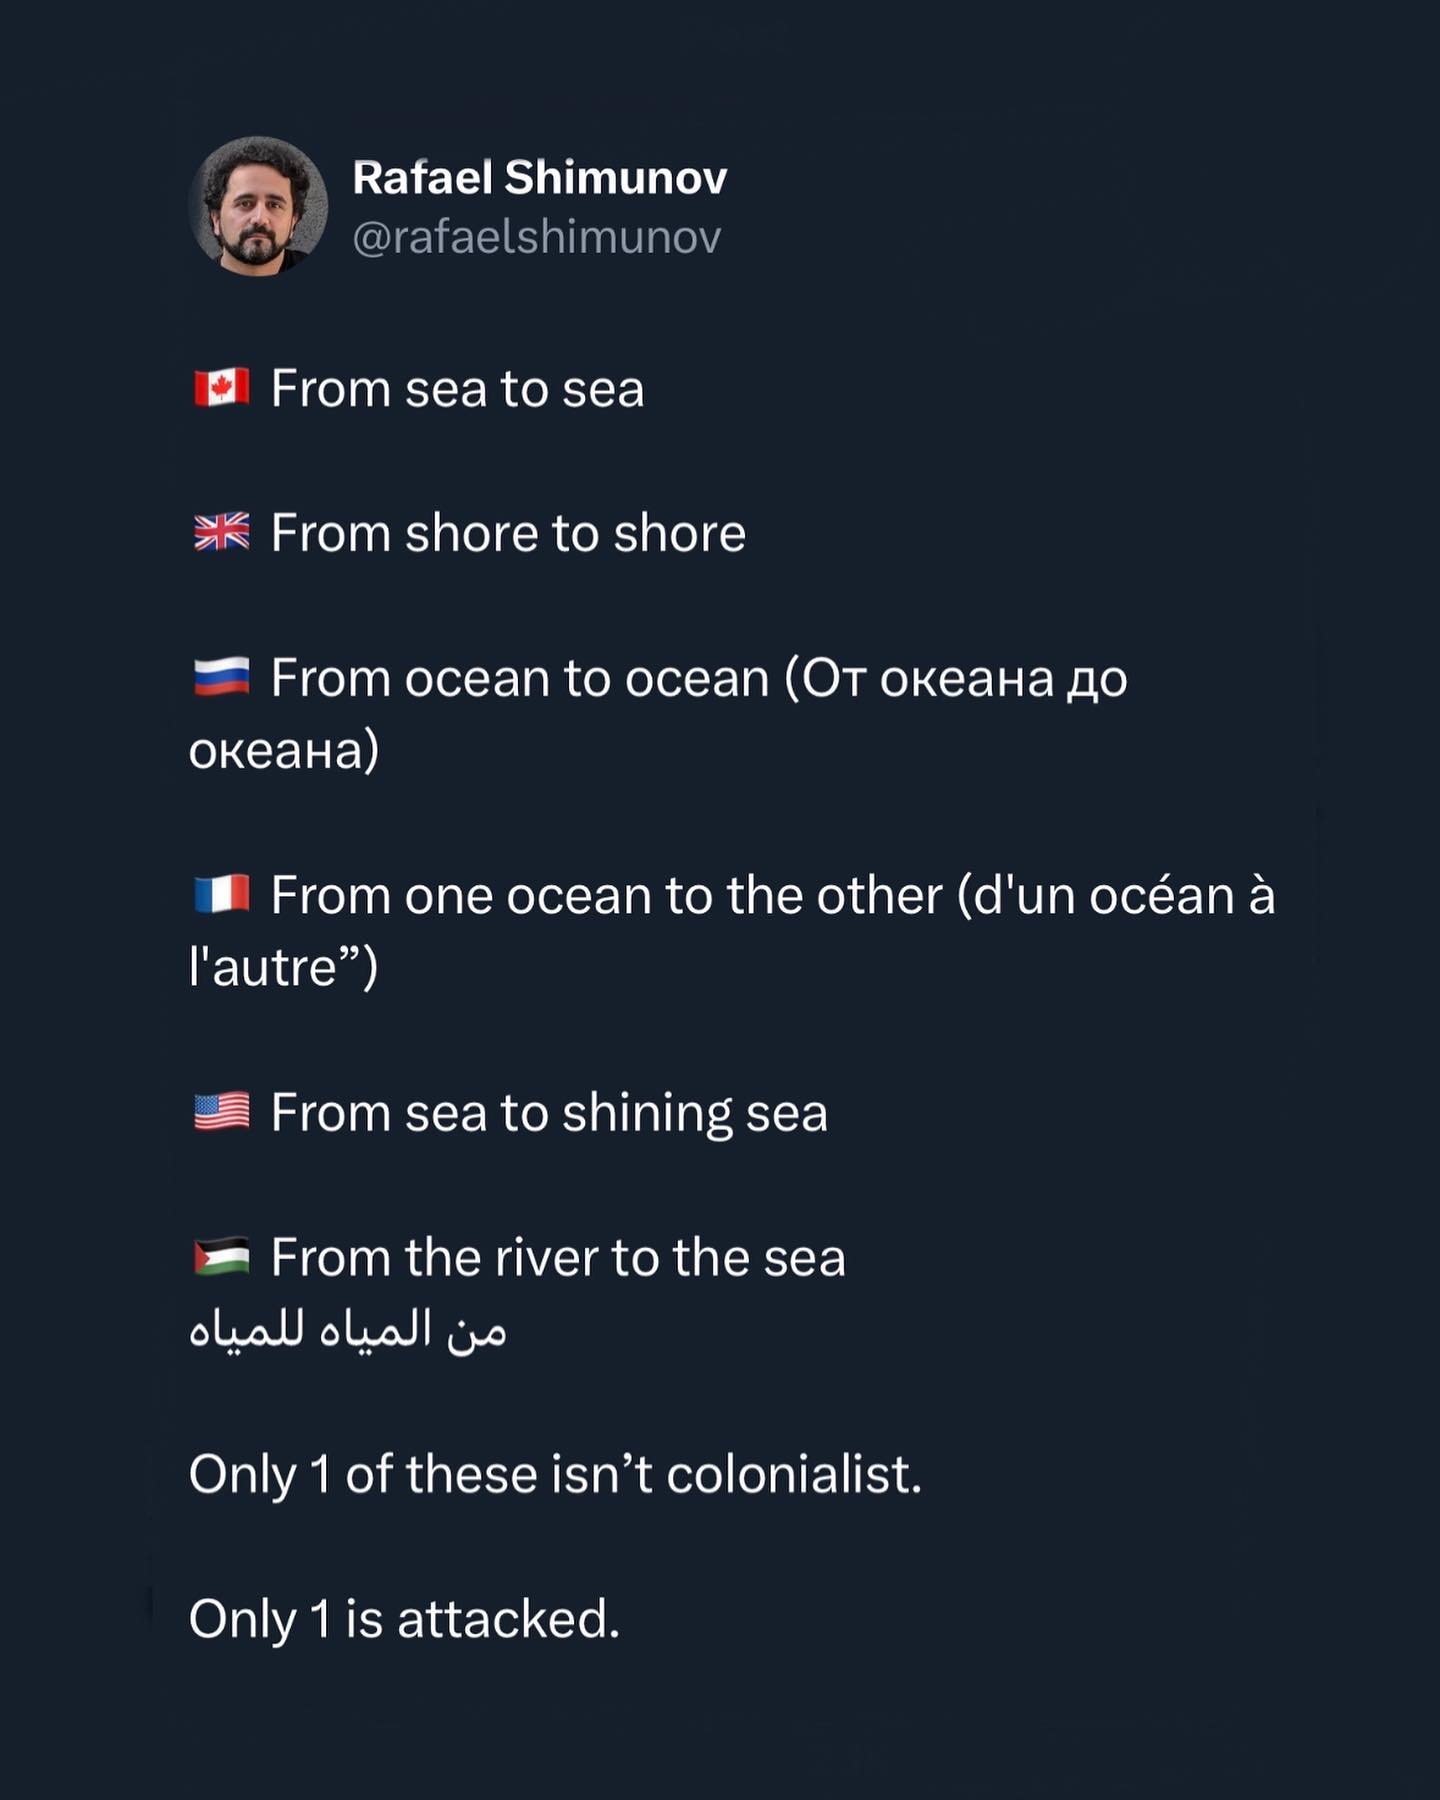 Rafael Shimunov
@rafaelshimunov
🇨🇦 From sea to sea
🇬🇧 From shore to shore
🇷🇺 From ocean to ocean (От океана до
океана)
🇫🇷 From one ocean to the other (d'un océan à
l'autre”)
🇺🇸 From sea to shining sea
🇵🇸 From the river to the sea
من المياه للمياه
Only 1 of these isn’t colonialist.
Only 1 is attacked.